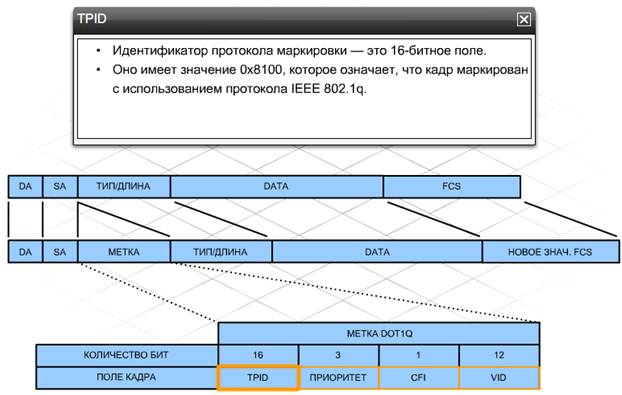 TPID
• Идентификатор протокола маркировки — это 16-битное поле.
• Оно имеет значение 0x8100, которое означает, что кадр маркирован
с использованием протокола IEEE 802.1q.
DA SA ТИП/ДЛИНА DATA FCS
DA SA МЕТКА ТИП/ДЛИНА DATA НОВОЕ ЗНАЧ. FCS
МЕТКА DOT1Q
КОЛИЧЕСТВО БИТ 16 3 1 12
ПОЛЕ КАДРА TPID ПРИОРИТЕТ CFI VID